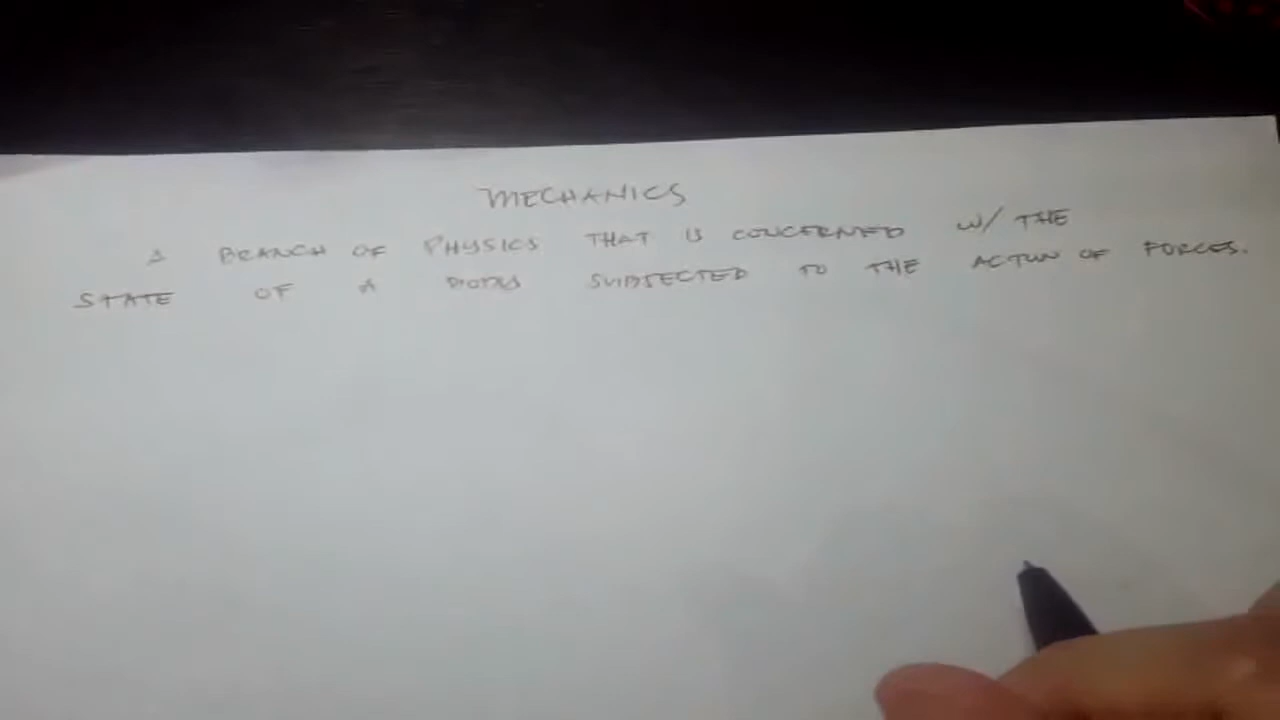 MECHANICS
A BRANCH OF PHYSICS THAT IS CONCERNED W/ THE
STATE OF A BODY SUBJECTED TO THE ACTION OF FORCES.